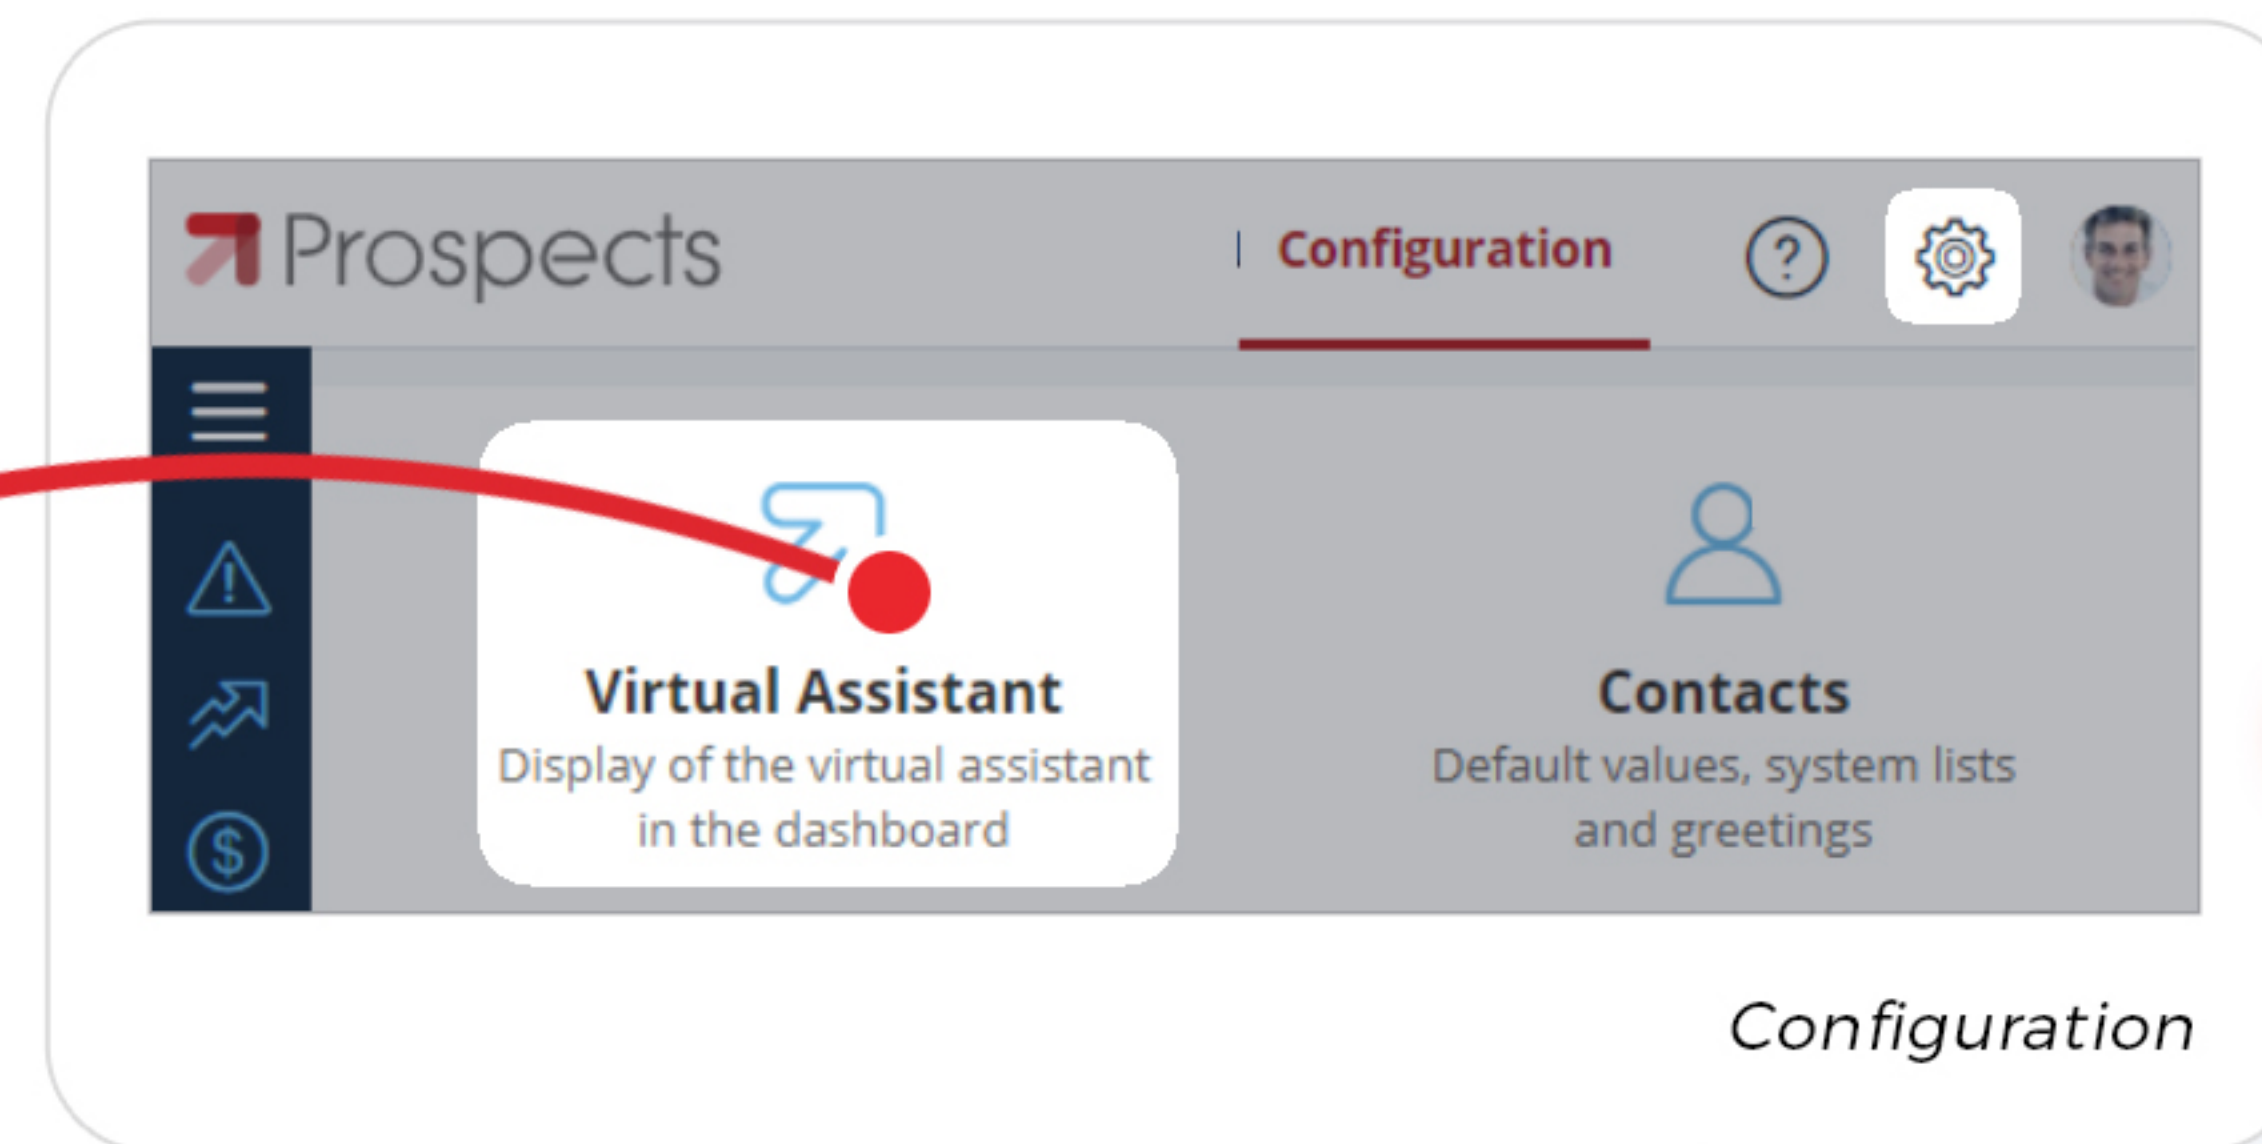 Prospects
Configuration
Virtual Assistant
Display of the virtual assistant
in the dashboard
Contacts
Default values, system lists
and greetings
Configuration